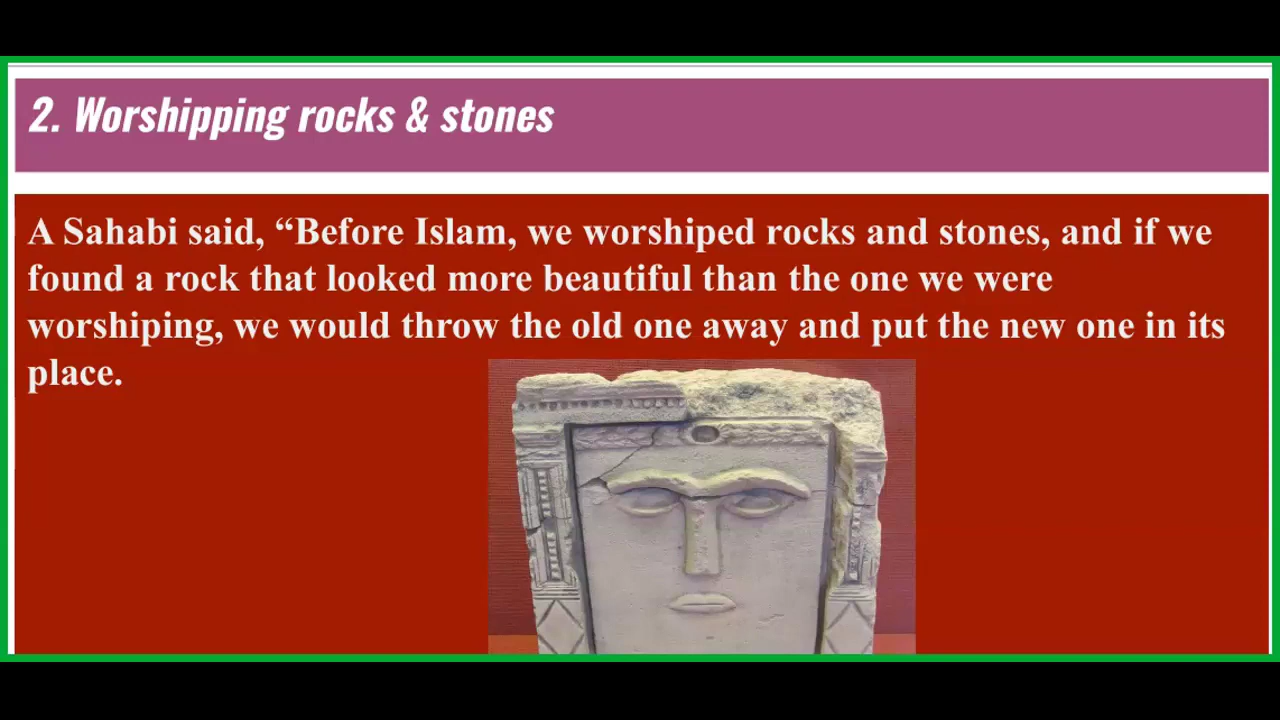 2. Worshipping rocks & stones
A Sahabi said, “Before Islam, we worshiped rocks and stones, and if we
found a rock that looked more beautiful than the one we were
worshiping, we would throw the old one away and put the new one in its
place.